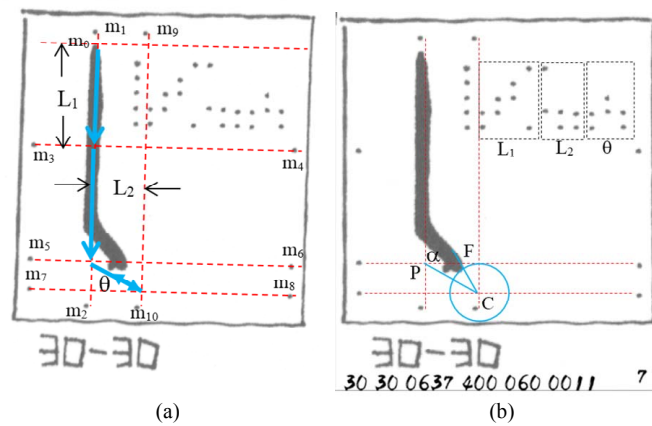 m₁ m₉
m₀
L₁
m₃ m₄
L₂
m₅ m₆
θ
m₇ m₈
m₂ m₁₀
30-30
(a)
L₁ L₂ θ
α F
P
C
30-30
30 30 0637 400 060 0011 7
(b)